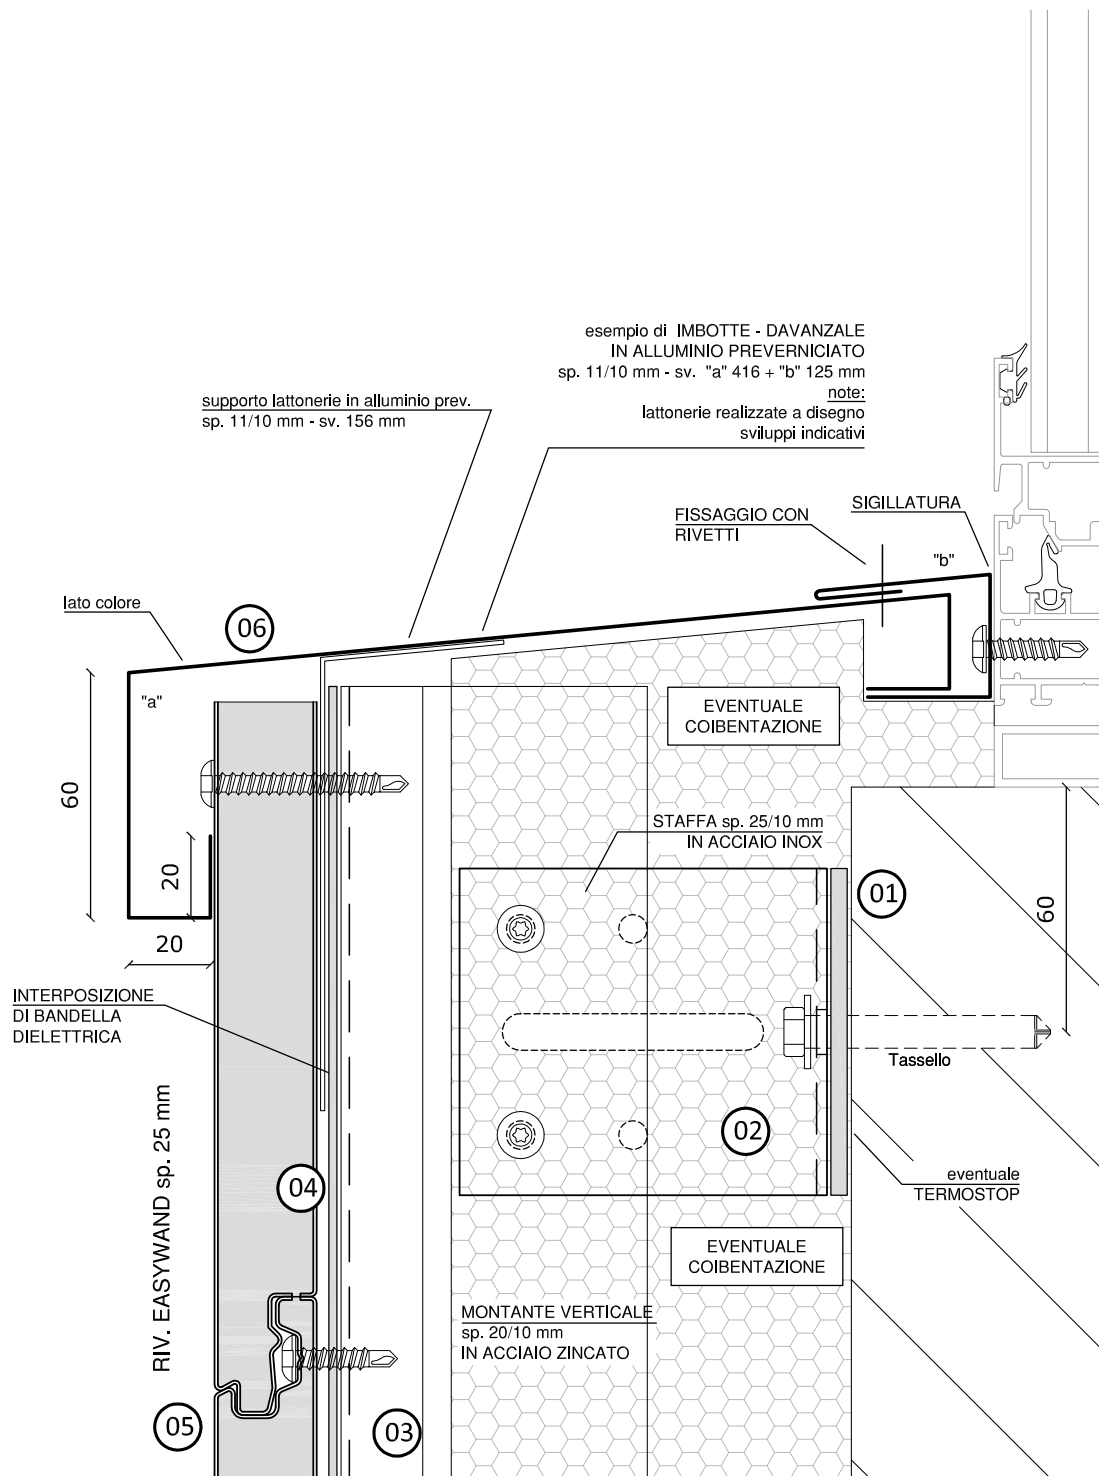 esempio di IMBOTTE - DAVANZALE
IN ALLUMINIO PREVERNICIATO
sp. 11/10 mm - sv. "a" 416 + "b" 125 mm
note:
lattonerie realizzate a disegno
sviluppi indicativi
supporto lattonerie in alluminio prev.
sp. 11/10 mm - sv. 156 mm
SIGILLATURA
FISSAGGIO CON
RIVETTI
"b"
lato colore
06
"a"
EVENTUALE
COIBENTAZIONE
60
STAFFA sp. 25/10 mm
IN ACCIAIO INOX
20
01
60
20
INTERPOSIZIONE
DI BANDELLA
DIELETTRICA
Tassello
02
RIV. EASYWAND sp. 25 mm
04
eventuale
TERMOSTOP
EVENTUALE
COIBENTAZIONE
MONTANTE VERTICALE
sp. 20/10 mm
IN ACCIAIO ZINCATO
05
03